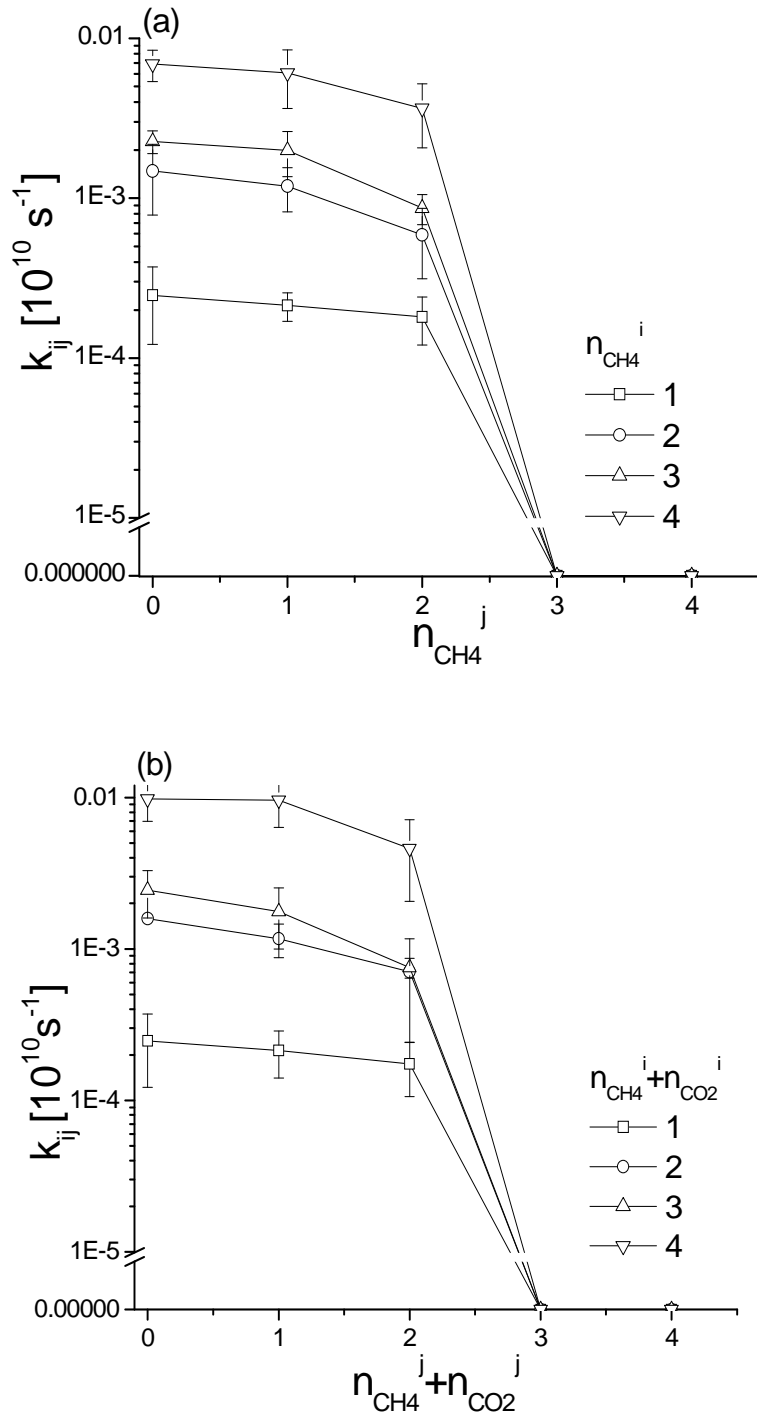 (a)
0.01
1E-3
1E-4
1E-5
0.000000
k_ij [10^10 s^-1]
0 1 2 3 4
n_CH4^j
n_CH4^i
1
2
3
4
(b)
0.01
1E-3
1E-4
1E-5
0.00000
k_ij [10^10 s^-1]
0 1 2 3 4
n_CH4^j+n_CO2^j
n_CH4^i+n_CO2^i
1
2
3
4